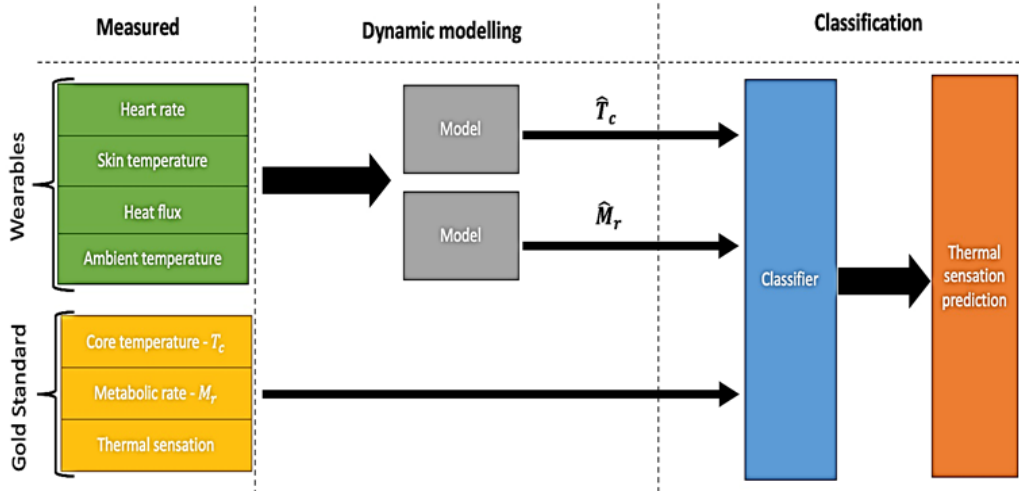 Measured
Dynamic modelling
Classification
Wearables
Heart rate
Skin temperature
Heat flux
Ambient temperature
Model
Model
T̂c
M̂r
Gold Standard
Core temperature - Tc
Metabolic rate - Mr
Thermal sensation
Classifier
Thermal
sensation
prediction